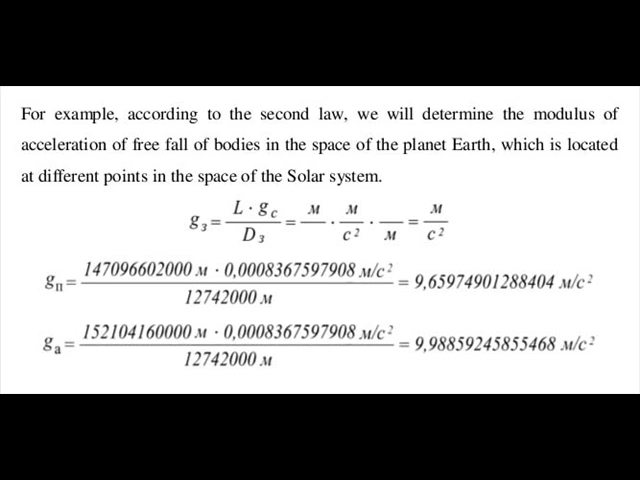 For example, according to the second law, we will determine the modulus of
acceleration of free fall of bodies in the space of the planet Earth, which is located
at different points in the space of the Solar system.
g₃ = L · g_c / D₃ = м/ · м/с² · /м = м/с²
gп = 147096602000 м · 0,0008367597908 м/с² / 12742000 м = 9,65974901288404 м/с²
gа = 152104160000 м · 0,0008367597908 м/с² / 12742000 м = 9,98859245855468 м/с²